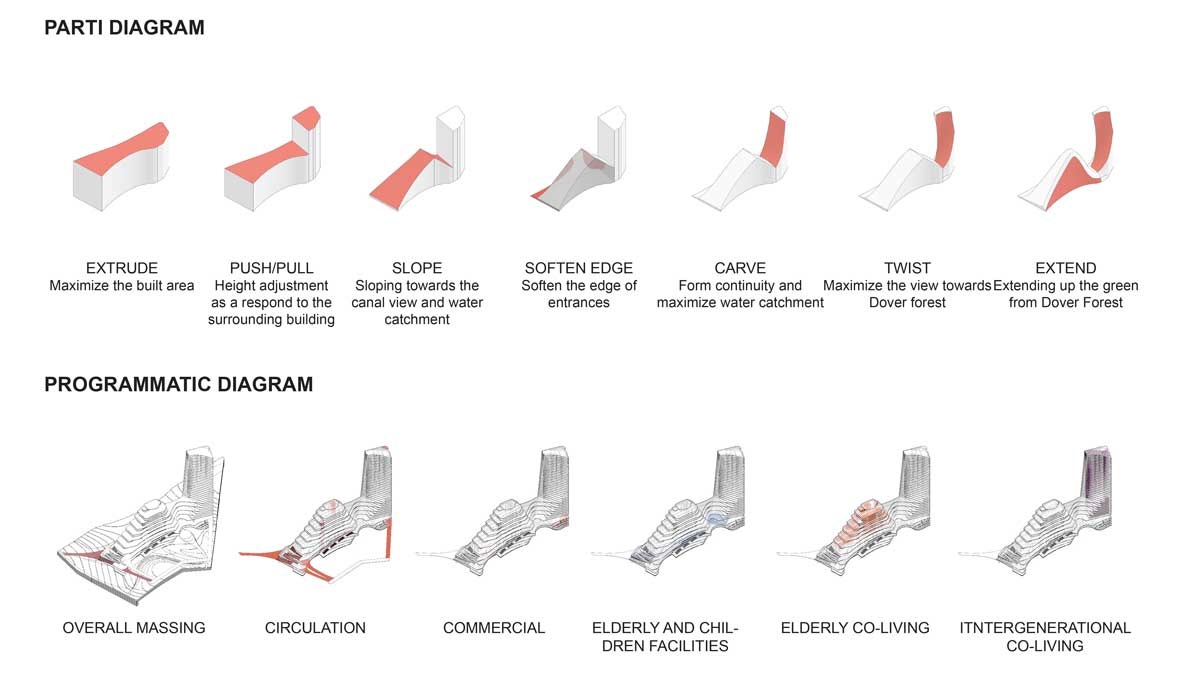 PARTI DIAGRAM
EXTRUDE
Maximize the built area
PUSH/PULL
Height adjustment
as a respond to the
surrounding building
SLOPE
Sloping towards the
canal view and water
catchment
SOFTEN EDGE
Soften the edge of
entrances
CARVE
Form continuity and
maximize water catchment
TWIST
Maximize the view towards
Dover forest
EXTEND
Extending up the green
from Dover Forest
PROGRAMMATIC DIAGRAM
OVERALL MASSING
CIRCULATION
COMMERCIAL
ELDERLY AND CHIL-
DREN FACILITIES
ELDERLY CO-LIVING
ITNTERGENERATIONAL
CO-LIVING